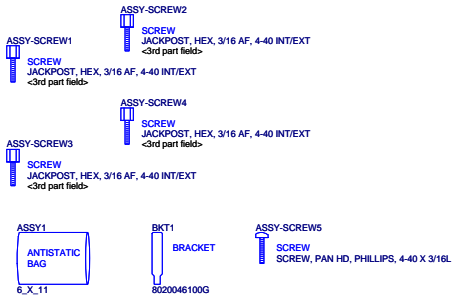 ASSY-SCREW2
SCREW
JACKPOST, HEX, 3/16 AF, 4-40 INT/EXT
<3rd part field>
ASSY-SCREW1
SCREW
JACKPOST, HEX, 3/16 AF, 4-40 INT/EXT
<3rd part field>
ASSY-SCREW4
SCREW
JACKPOST, HEX, 3/16 AF, 4-40 INT/EXT
<3rd part field>
ASSY-SCREW3
SCREW
JACKPOST, HEX, 3/16 AF, 4-40 INT/EXT
<3rd part field>
ASSY1
ANTISTATIC
BAG
6_X_11
BKT1
BRACKET
8020046100G
ASSY-SCREW5
SCREW
SCREW, PAN HD, PHILLIPS, 4-40 X 3/16L